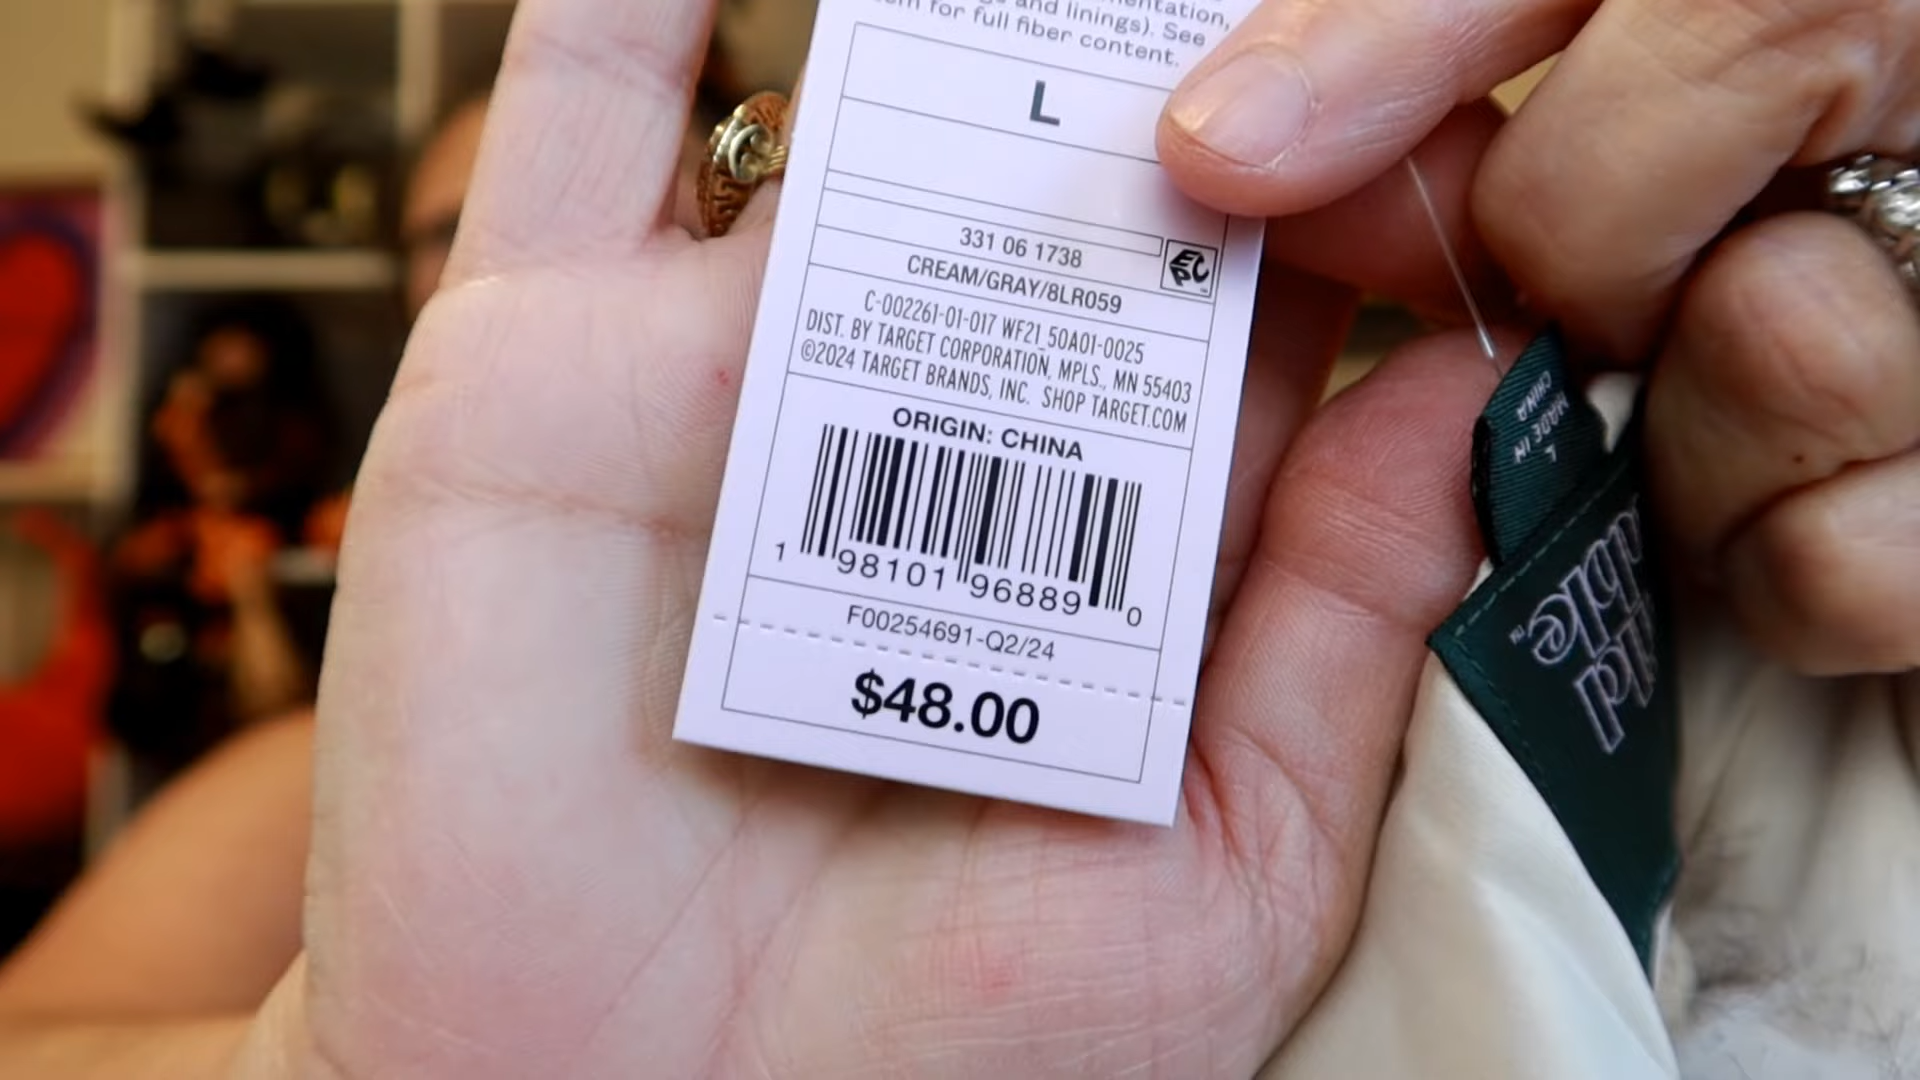 mentation,
and linings). See
for full fiber content.
L
331 06 1738
EPC
CREAM/GRAY/8LR059
C-002261-01-017 WF21_50A01-0025
DIST. BY TARGET CORPORATION, MPLS., MN 55403
©2024 TARGET BRANDS, INC. SHOP TARGET.COM
ORIGIN: CHINA
1 98101 96889 0
F00254691-Q2/24
$48.00
L
MADE IN
CHINA